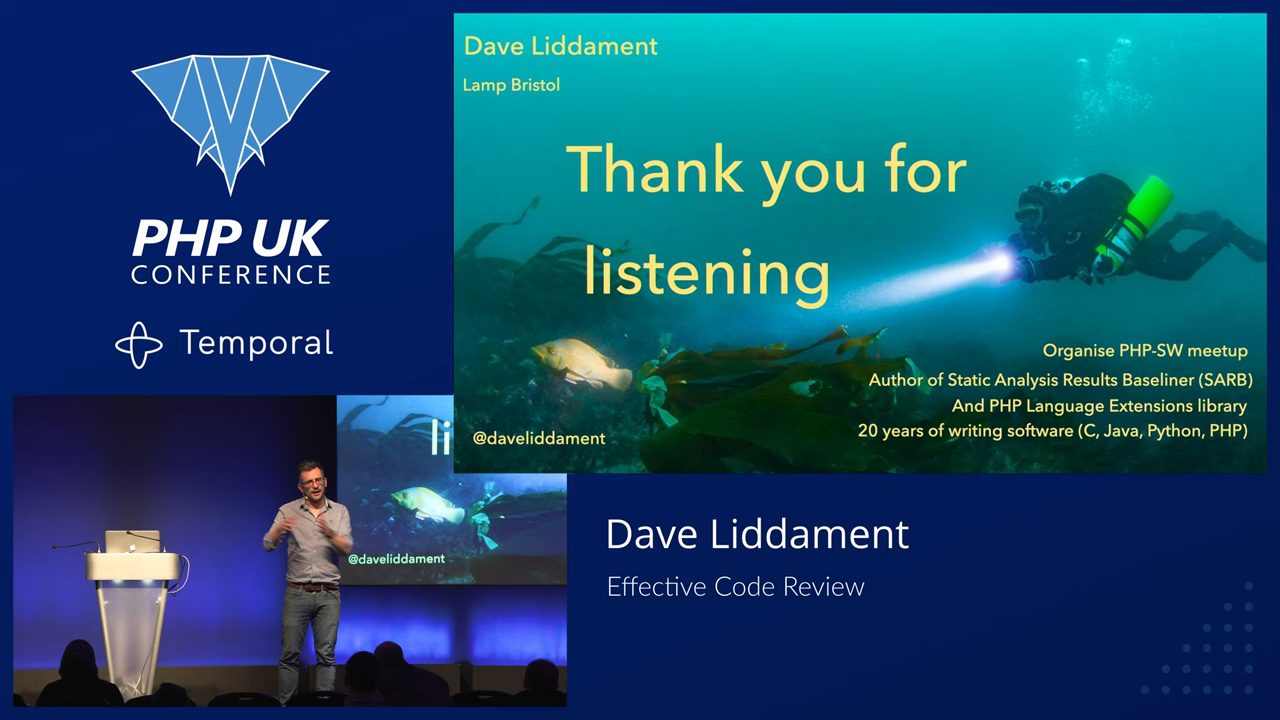 PHP UK
CONFERENCE
Temporal
Dave Liddament
Lamp Bristol
Thank you for
listening
Organise PHP-SW meetup
Author of Static Analysis Results Baseliner (SARB)
And PHP Language Extensions library
20 years of writing software (C, Java, Python, PHP)
@daveliddament
li
@daveliddament
Dave Liddament
Effective Code Review